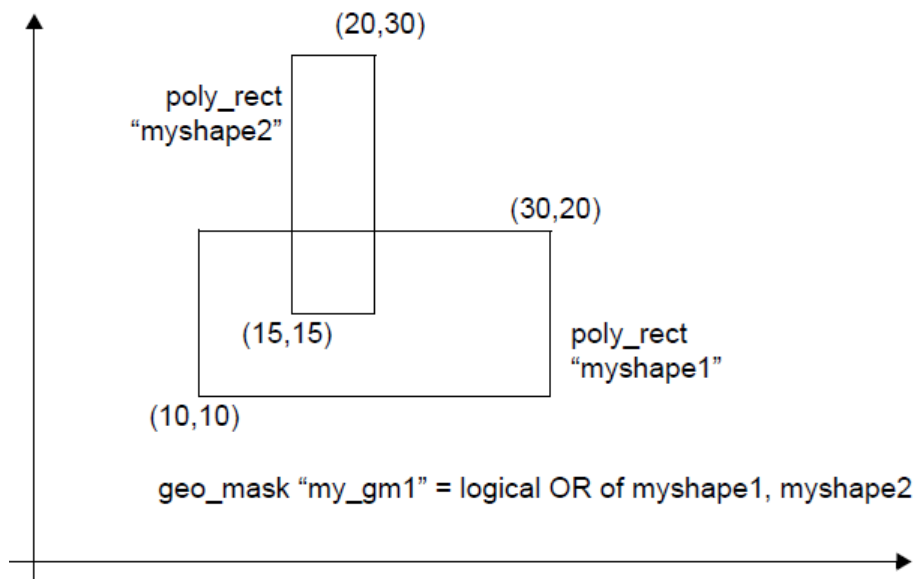 (20,30)
poly_rect
“myshape2”
(30,20)
(15,15)
poly_rect
“myshape1”
(10,10)
geo_mask “my_gm1” = logical OR of myshape1, myshape2